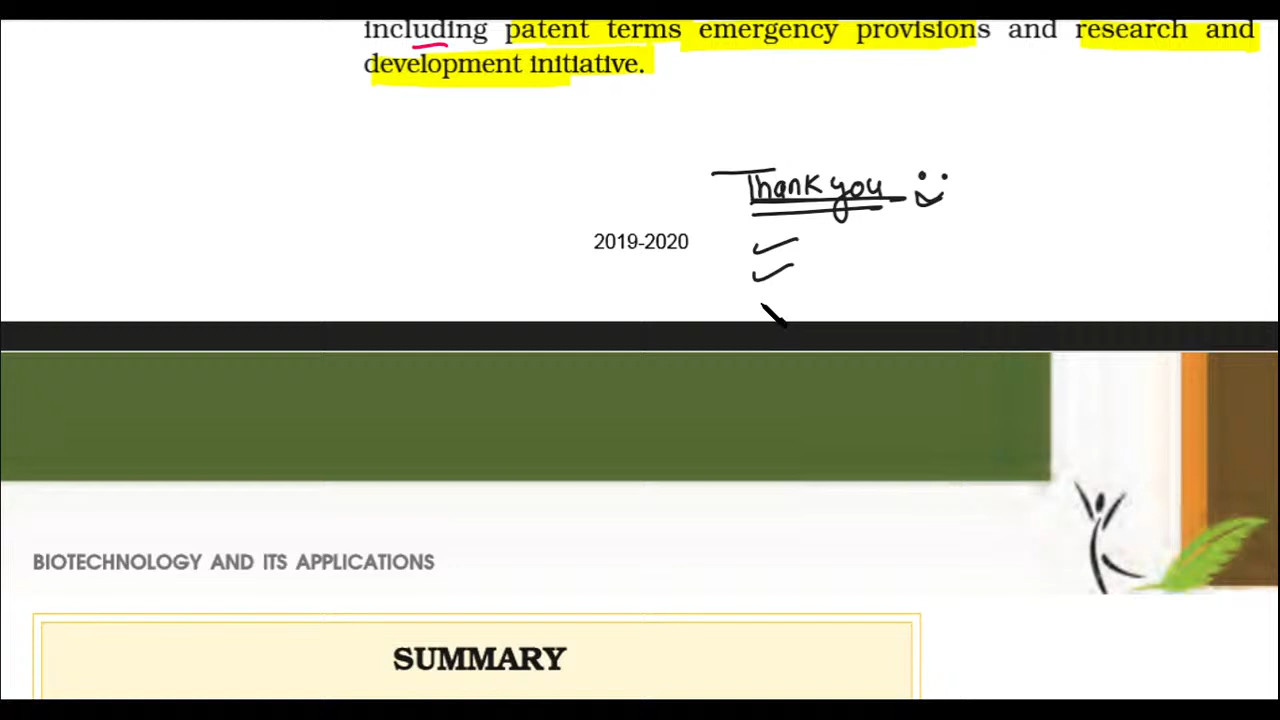 including patent terms emergency provisions and research and
development initiative.
Thank you
2019-2020
BIOTECHNOLOGY AND ITS APPLICATIONS
SUMMARY